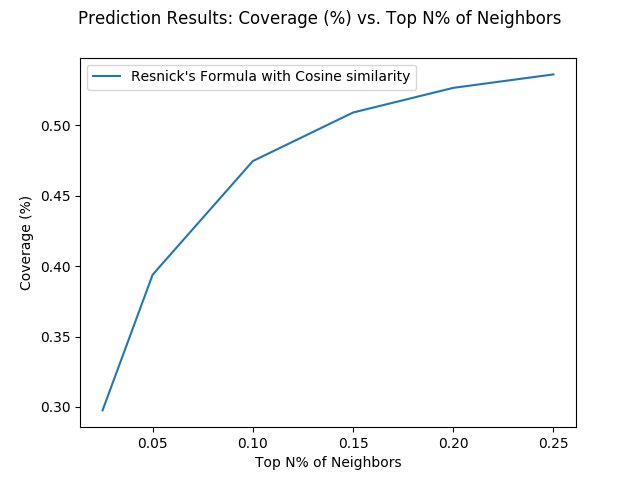 Prediction Results: Coverage (%) vs. Top N% of Neighbors
Resnick's Formula with Cosine similarity
0.50
0.45
0.40
0.35
0.30
Coverage (%)
0.05 0.10 0.15 0.20 0.25
Top N% of Neighbors